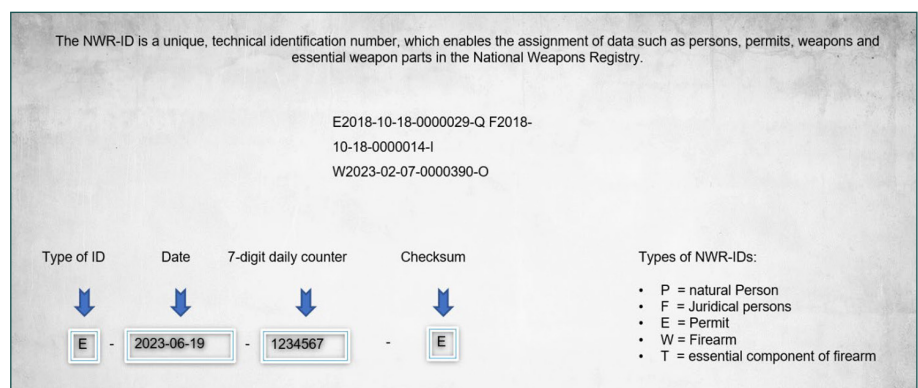 The NWR-ID is a unique, technical identification number, which enables the assignment of data such as persons, permits, weapons and
essential weapon parts in the National Weapons Registry.
E2018-10-18-0000029-Q F2018-
10-18-0000014-I
W2023-02-07-0000390-O
Type of ID Date 7-digit daily counter Checksum
E - 2023-06-19 - 1234567 - E
Types of NWR-IDs:
• P = natural Person
• F = Juridical persons
• E = Permit
• W = Firearm
• T = essential component of firearm